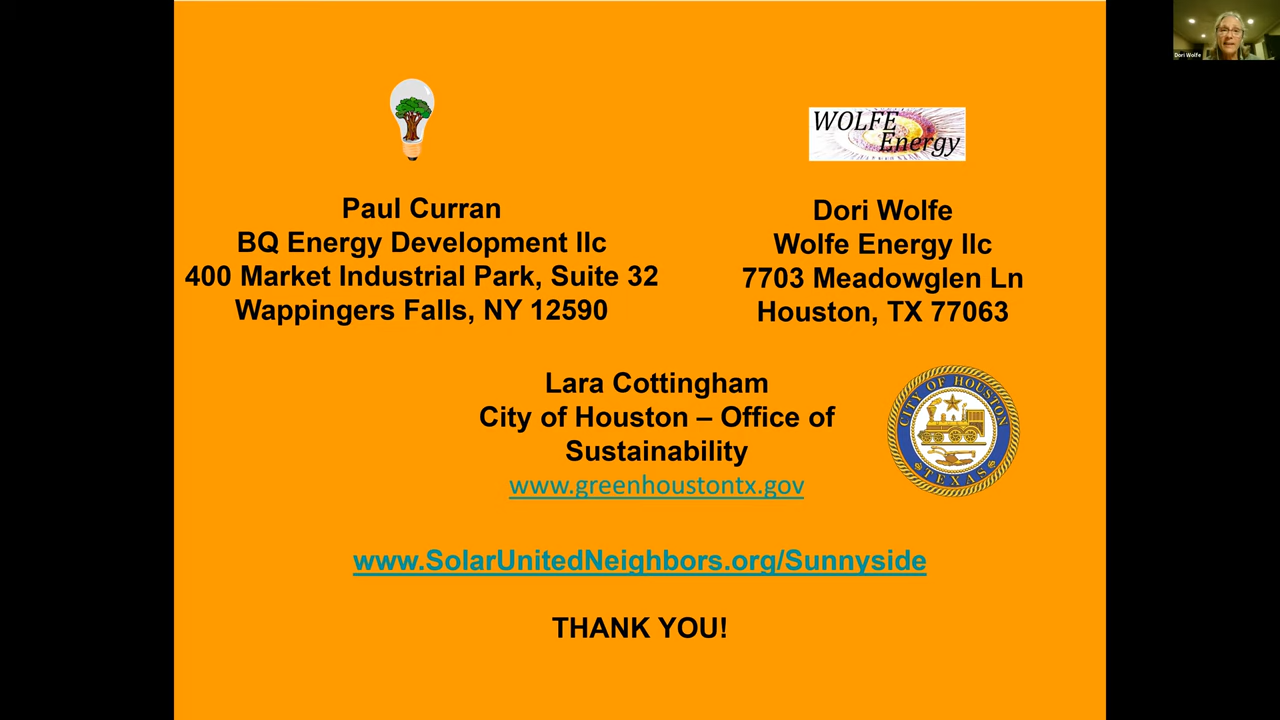 Dori Wolfe
WOLFE
Energy
Paul Curran
BQ Energy Development llc
400 Market Industrial Park, Suite 32
Wappingers Falls, NY 12590
Dori Wolfe
Wolfe Energy llc
7703 Meadowglen Ln
Houston, TX 77063
Lara Cottingham
City of Houston – Office of
Sustainability
www.greenhoustontx.gov
CITY OF HOUSTON
TEXAS
www.SolarUnitedNeighbors.org/Sunnyside
THANK YOU!